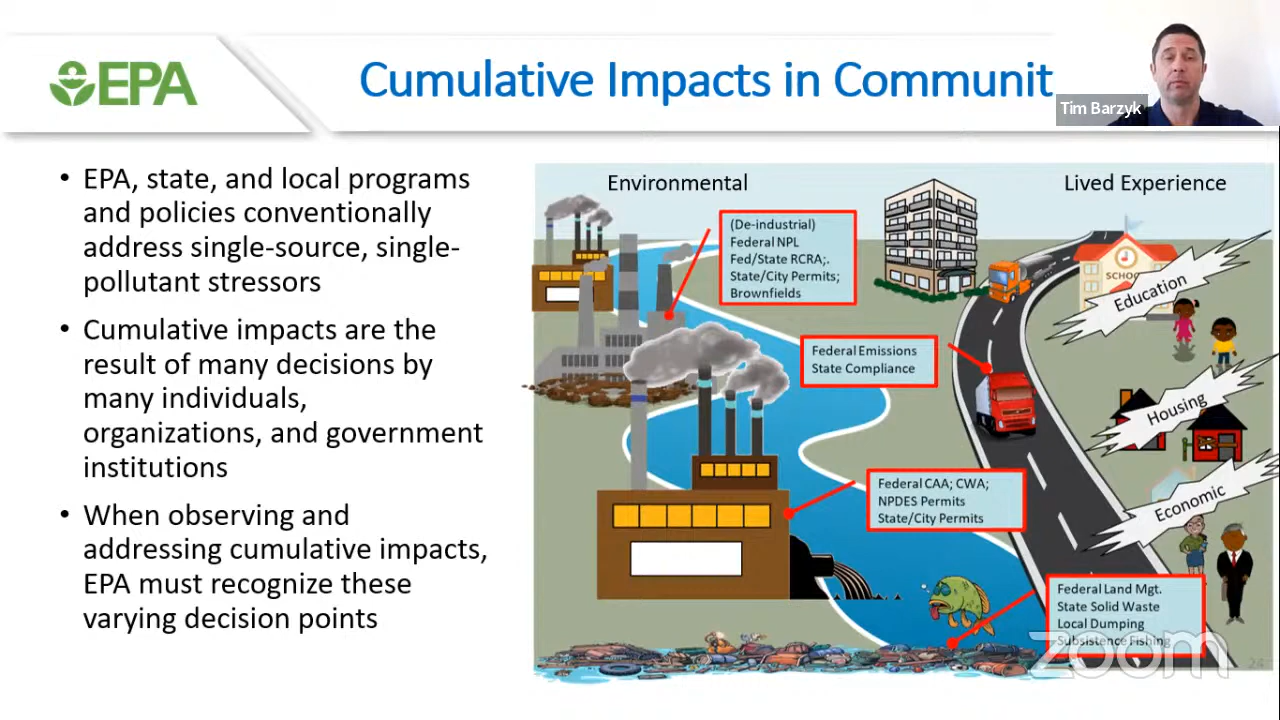 EPA
Cumulative Impacts in Communit
Tim Barzyk
• EPA, state, and local programs
and policies conventionally
address single-source, single-
pollutant stressors
• Cumulative impacts are the
result of many decisions by
many individuals,
organizations, and government
institutions
• When observing and
addressing cumulative impacts,
EPA must recognize these
varying decision points
Environmental
Lived Experience
(De-industrial)
Federal NPL
Fed/State RCRA;.
State/City Permits;
Brownfields
SCHOO
Education
Federal Emissions
State Compliance
Housing
Federal CAA; CWA;
NPDES Permits
State/City Permits
Economic
Federal Land Mgt.
State Solid Waste
Local Dumping
Subsistence Fishing
zoom
24